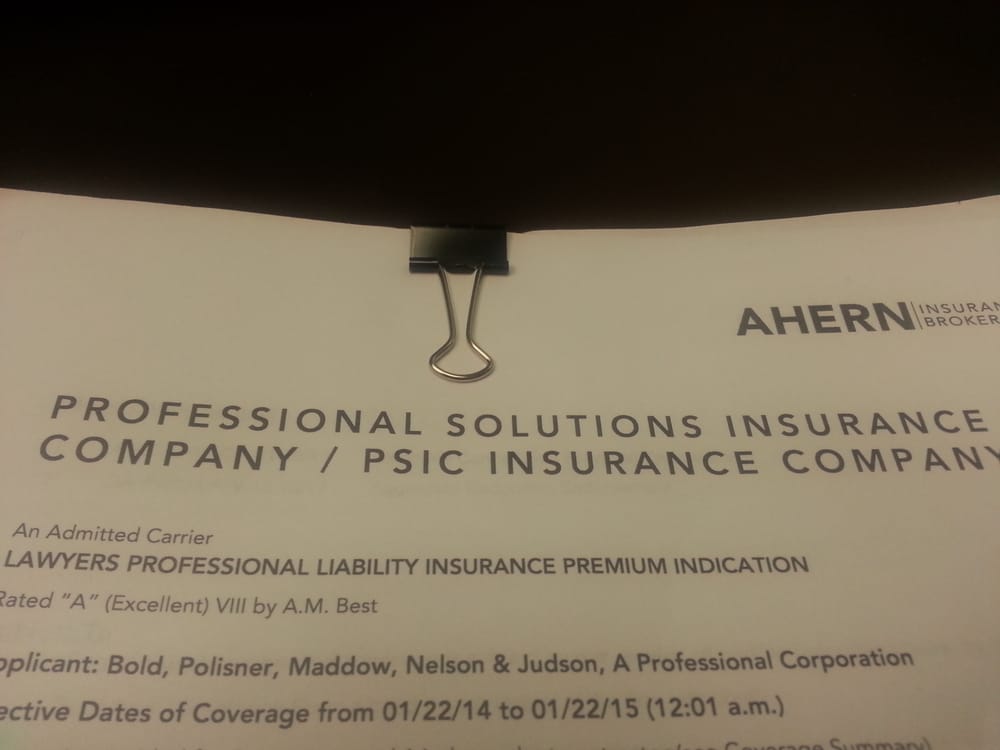 AHERN
PROFESSIONAL SOLUTIONS INSURANCE
COMPANY / PSIC INSURANCE COMPANY
An Admitted Carrier
LAWYERS PROFESSIONAL LIABILITY INSURANCE PREMIUM INDICATION
Rated "A" (Excellent) VIII by A.M. Best
pplicant: Bold, Polisner, Maddow, Nelson & Judson, A Professional Corporation
ective Dates of Coverage from 01/22/14 to 01/22/15 (12:01 a.m.)
Coverage Summary